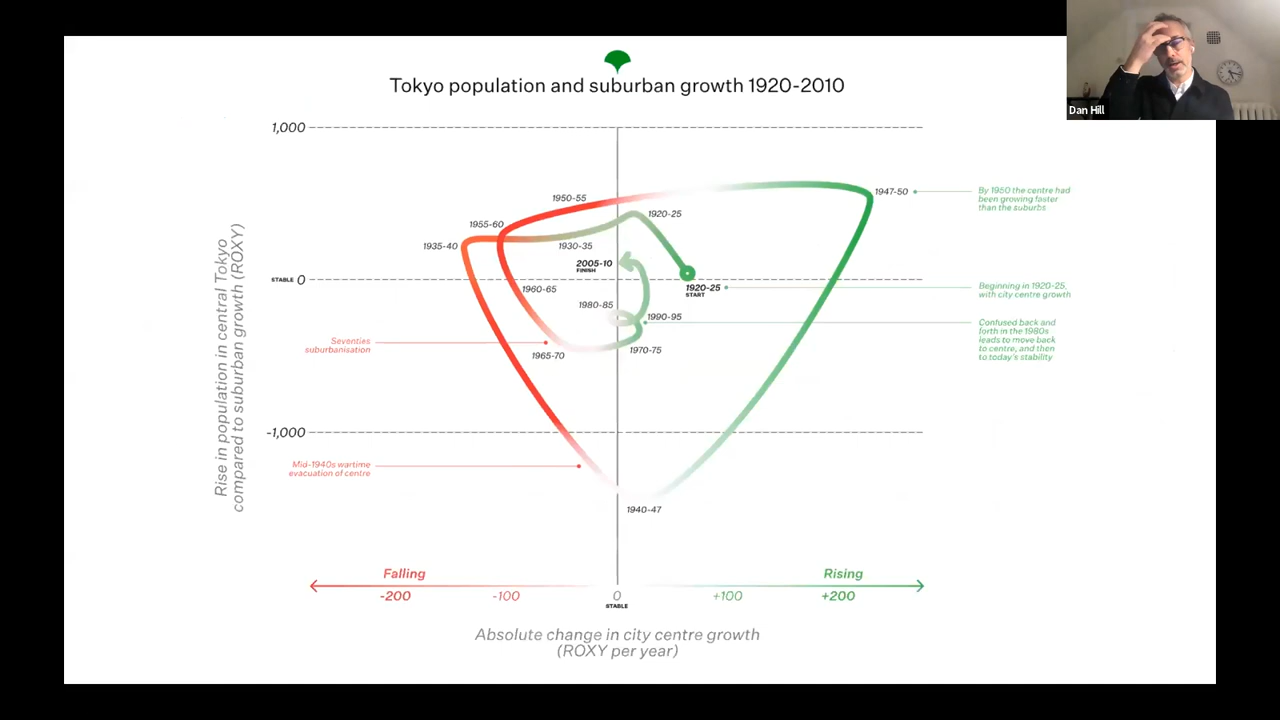 Dan Hill
Tokyo population and suburban growth 1920-2010
1,000
1947-50
By 1950 the centre had
been growing faster
than the suburbs
1950-55
1920-25
1955-60
1935-40
1930-35
2005-10
FINISH
STABLE 0
1920-25
START
Beginning in 1920-25,
with city centre growth
1960-65
1980-85
1990-95
Confused back and
forth in the 1980s
leads to move back
to centre, and then
to today's stability
Seventies
suburbanisation
1965-70
1970-75
-1,000
Mid-1940s wartime
evacuation of centre
1940-47
Rise in population in central Tokyo
compared to suburban growth (ROXY)
Falling
Rising
-200
-100
0
STABLE
+100
+200
Absolute change in city centre growth
(ROXY per year)